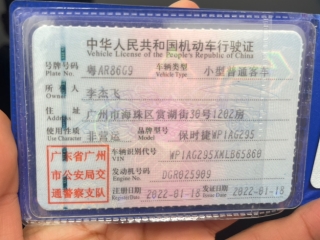 中华人民共和国机动车行驶证
Vehicle License of the People's Republic of China
号牌号码 粤AR86G9 车辆类型 小型普通客车
Plate No. Vehicle Type
所有人 李杰飞
Owner
住址 广州市海珠区赏湖街30号1202房
Address
使用性质 非营运 品牌型号 保时捷WP1AG295
Use Character Model
广东省广州
市公安局交
通警察支队
车辆识别代号 WP1AG295XMLB65860
VIN
发动机号码 DGR025989
Engine No.
注册日期 2022-01-18 发证日期 2022-01-18
Register Date Issue Date